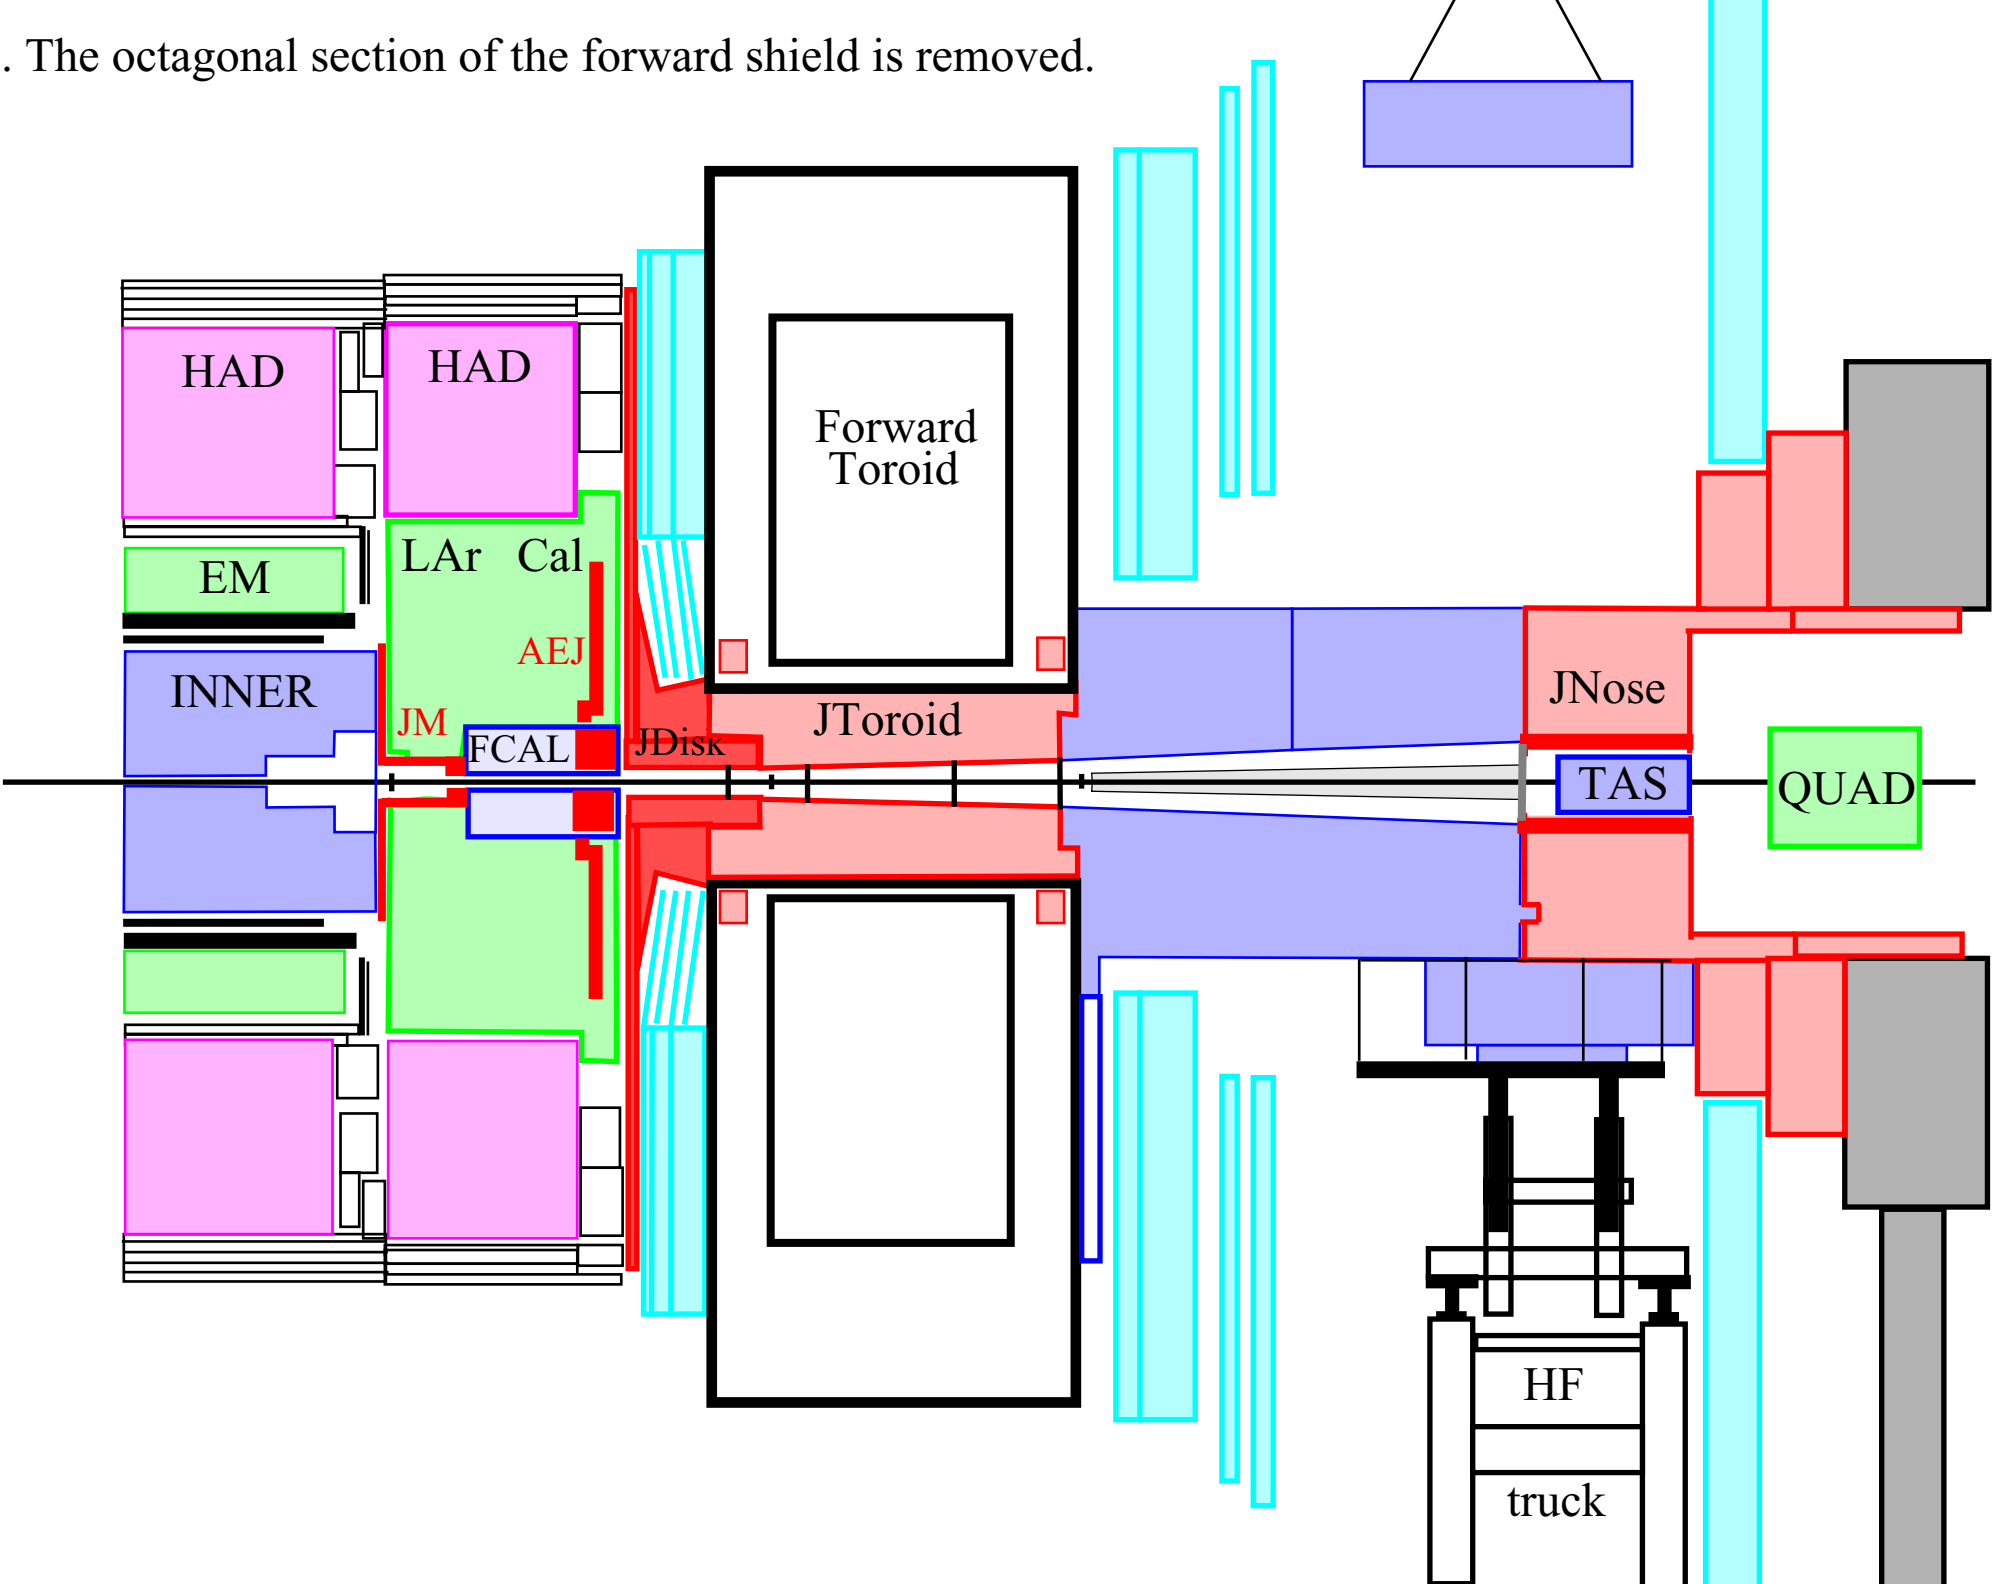 . The octagonal section of the forward shield is removed.
HAD
HAD
Forward
Toroid
LAr Cal
EM
AEJ
INNER
JM
FCAL
JDisk
JToroid
JNose
TAS
QUAD
HF
truck